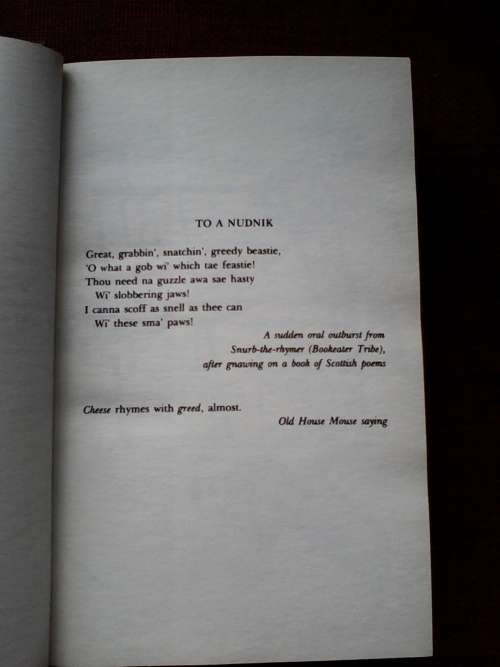 TO A NUDNIK
Great, grabbin', snatchin', greedy beastie,
'O what a gob wi' which tae feastie!
Thou need na guzzle awa sae hasty
Wi' slobbering jaws!
I canna scoff as snell as thee can
Wi' these sma' paws!
A sudden oral outburst from
Snurb-the-rhymer (Bookeater Tribe),
after gnawing on a book of Scottish poems
Cheese rhymes with greed, almost.
Old House Mouse saying